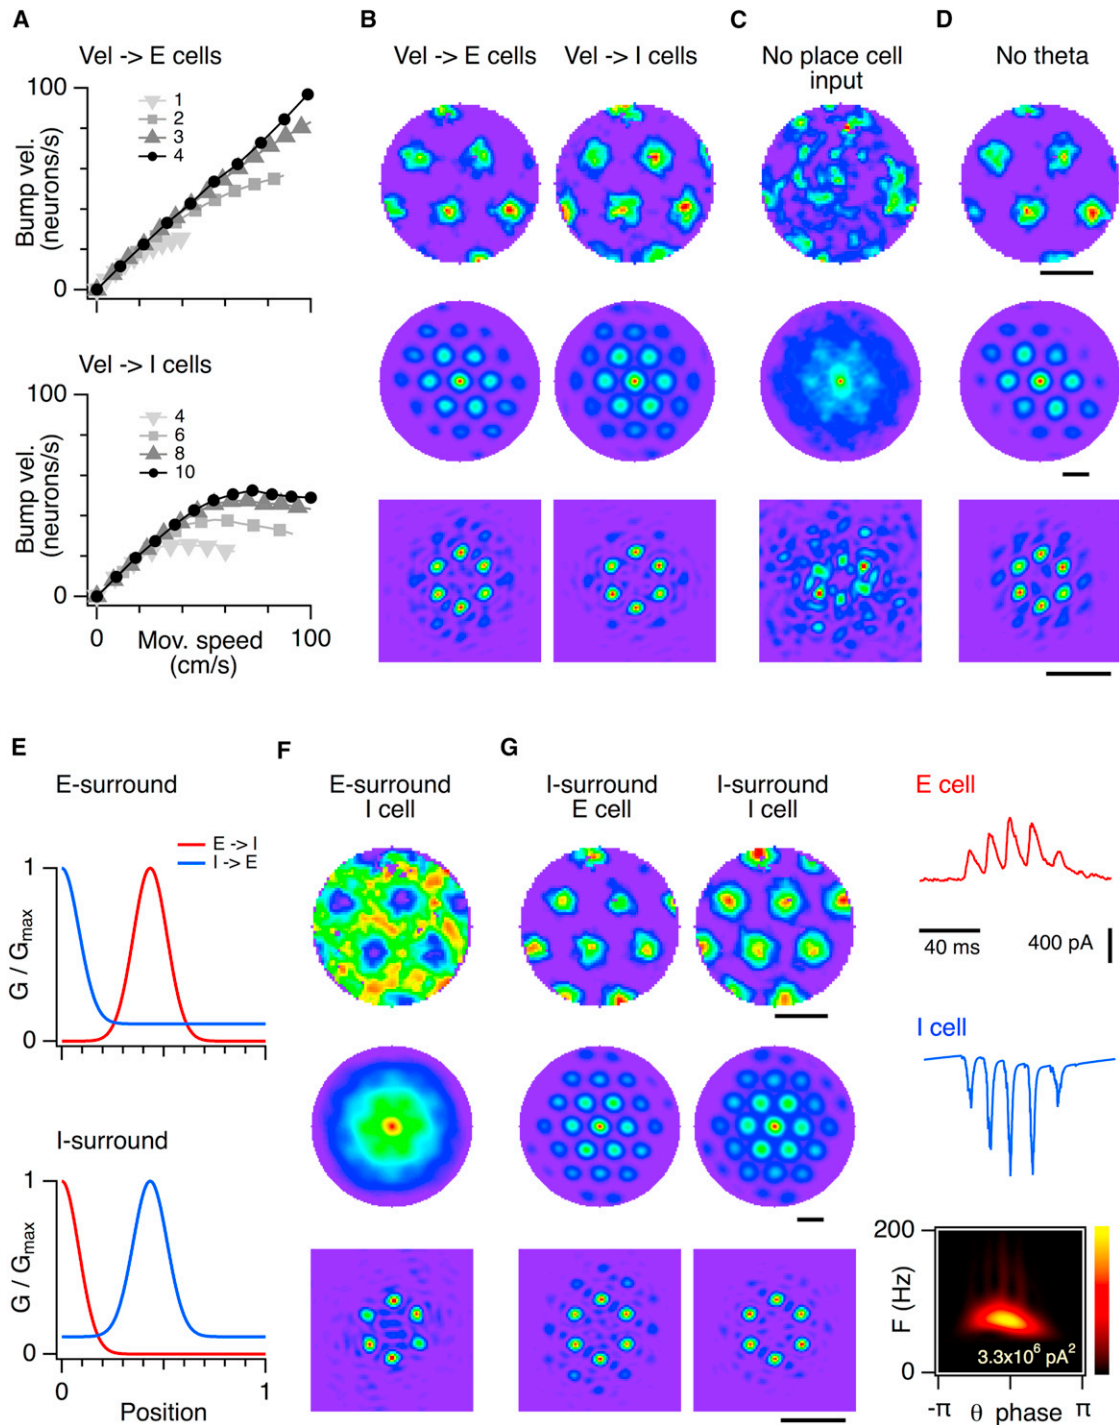 A
Vel -> E cells
100
0
Bump vel.
(neurons/s)
1
2
3
4
Vel -> I cells
100
0
Bump vel.
(neurons/s)
4
6
8
10
0
100
Mov. speed
(cm/s)
B
Vel -> E cells
Vel -> I cells
C
No place cell
input
D
No theta
E
E-surround
E -> I
I -> E
1
0
G / Gmax
I-surround
1
0
G / Gmax
0
1
Position
F
E-surround
I cell
G
I-surround
E cell
I-surround
I cell
E cell
40 ms
400 pA
I cell
200
0
F (Hz)
3.3x10⁶ pA²
-π
π
θ phase